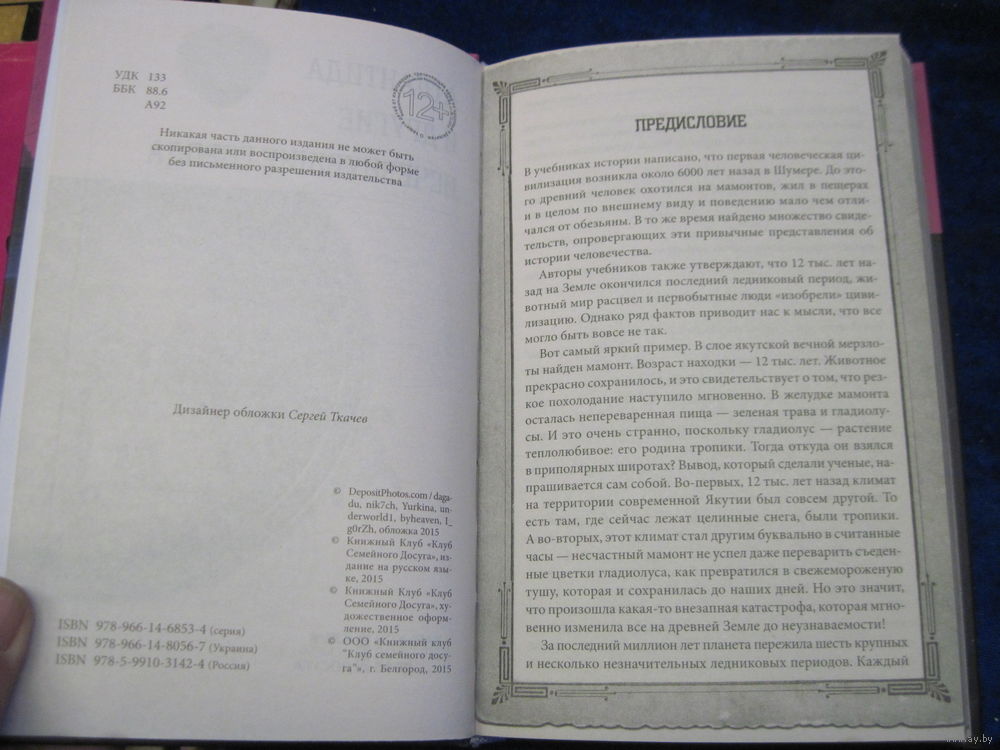 УДК 133
ББК 88.6
А92
12+
Никакая часть данного издания не может быть
скопирована или воспроизведена в любой форме
без письменного разрешения издательства
Дизайнер обложки Сергей Ткачев
© DepositPhotos.com / daga-
du, nik7ch, Yurkina, un-
derworld1, byheaven, I_
g0rZh, обложка 2015
© Книжный Клуб «Клуб
Семейного Досуга», из-
дание на русском язы-
ке, 2015
© Книжный Клуб «Клуб
Семейного Досуга», ху-
дожественное оформ-
ление, 2015
© ООО «Книжный клуб
"Клуб семейного досу-
га"», г. Белгород, 2015
ISBN 978-966-14-6853-4 (серия)
ISBN 978-966-14-8056-7 (Украина)
ISBN 978-5-9910-3142-4 (Россия)
ПРЕДИСЛОВИЕ
В учебниках истории написано, что первая человеческая ци-
вилизация возникла около 6000 лет назад в Шумере. До это-
го древний человек охотился на мамонтов, жил в пещерах
и в целом по внешнему виду и поведению мало чем отли-
чался от обезьяны. В то же время найдено множество свиде-
тельств, опровергающих эти привычные представления об
истории человечества.
Авторы учебников также утверждают, что 12 тыс. лет на-
зад на Земле окончился последний ледниковый период, жи-
вотный мир расцвел и первобытные люди «изобрели» циви-
лизацию. Однако ряд фактов приводит нас к мысли, что все
могло быть вовсе не так.
Вот самый яркий пример. В слое якутской вечной мерзло-
ты найден мамонт. Возраст находки — 12 тыс. лет. Животное
прекрасно сохранилось, и это свидетельствует о том, что рез-
кое похолодание наступило мгновенно. В желудке мамонта
осталась непереваренная пища — зеленая трава и гладиолу-
сы. И это очень странно, поскольку гладиолус — растение
теплолюбивое: его родина тропики. Тогда откуда он взялся
в приполярных широтах? Вывод, который сделали ученые, на-
прашивается сам собой. Во-первых, 12 тыс. лет назад климат
на территории современной Якутии был совсем другой. То
есть там, где сейчас лежат целинные снега, были тропики.
А во-вторых, этот климат стал другим буквально в считанные
часы — несчастный мамонт не успел даже переварить съеден-
ные цветки гладиолуса, как превратился в свежемороженую
тушу, которая и сохранилась до наших дней. Но это значит,
что произошла какая-то внезапная катастрофа, которая мгно-
венно изменила все на древней Земле до неузнаваемости!
За последний миллион лет планета пережила шесть крупных
и несколько незначительных ледниковых периодов. Каждый